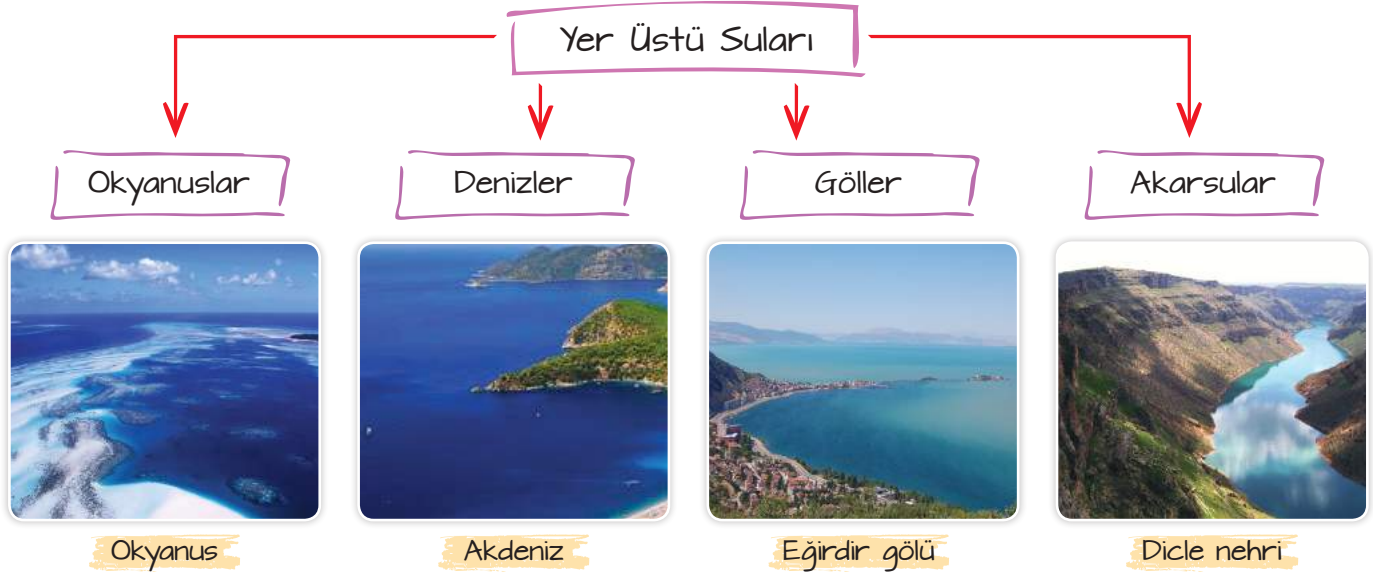 Yer Üstü Suları
Okyanuslar
Denizler
Göller
Akarsular
Okyanus
Akdeniz
Eğirdir gölü
Dicle nehri